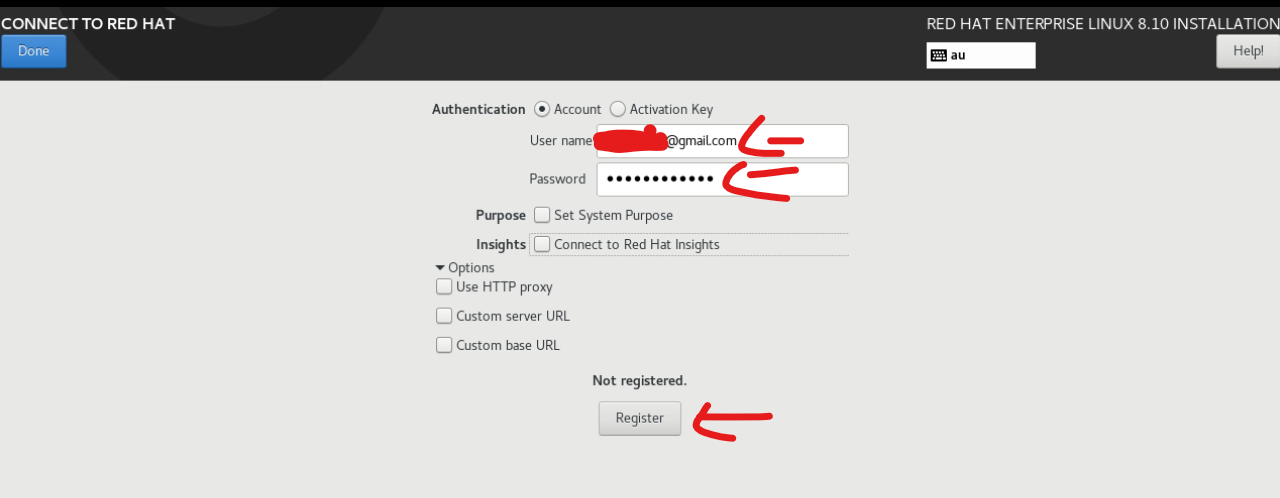 CONNECT TO RED HAT
RED HAT ENTERPRISE LINUX 8.10 INSTALLATION
Done
au
Help!
Authentication Account Activation Key
User name @gmail.com
Password ••••••••••••
Purpose Set System Purpose
Insights Connect to Red Hat Insights
Options
Use HTTP proxy
Custom server URL
Custom base URL
Not registered.
Register